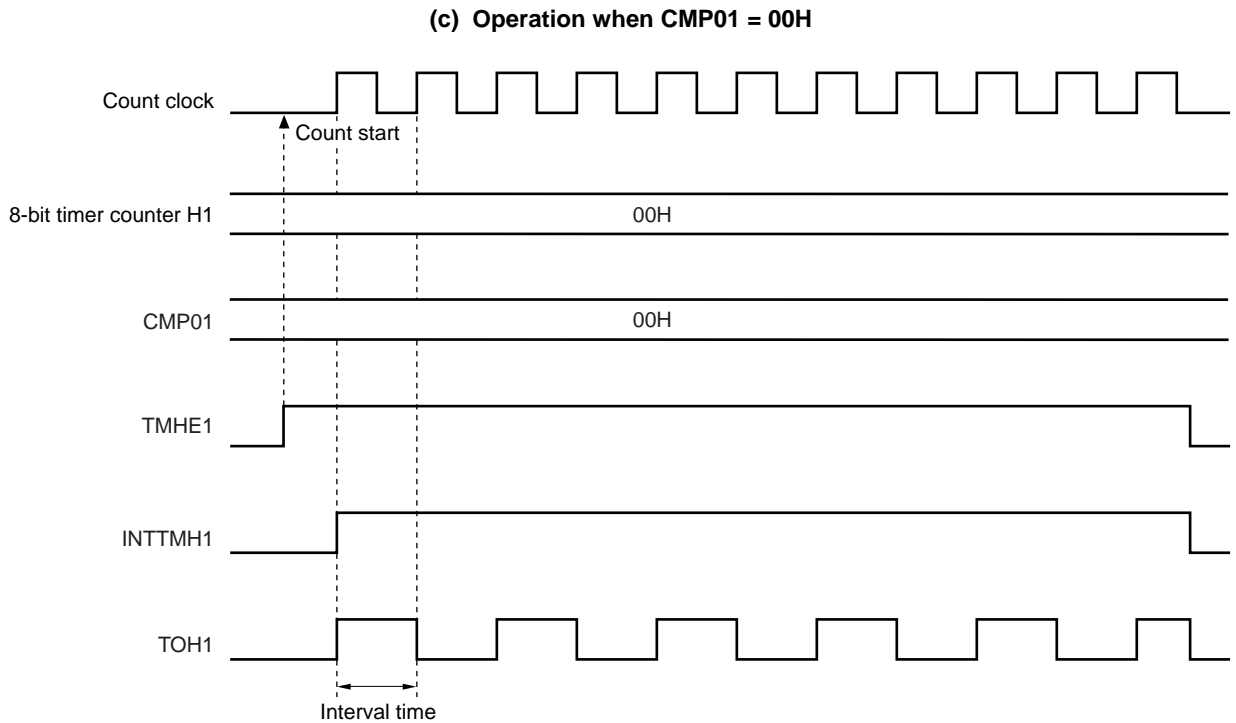 (c) Operation when CMP01 = 00H
Count clock
Count start
8-bit timer counter H1
00H
CMP01
00H
TMHE1
INTTMH1
TOH1
Interval time